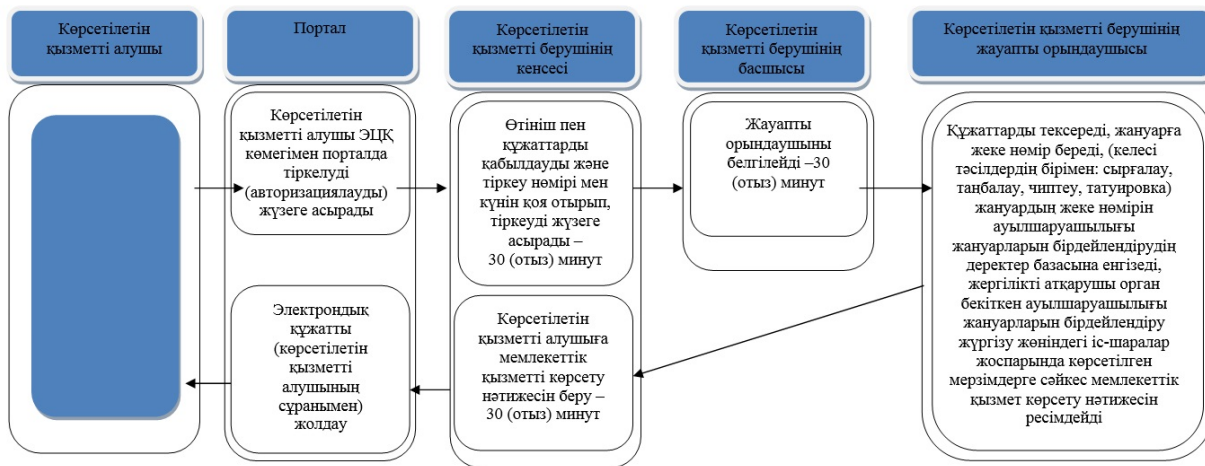 Көрсетілетін
қызметті алушы
Портал
Көрсетілетін
қызметті берушінің
кенсесі
Көрсетілетін
қызметті берушінің
басшысы
Көрсетілетін қызметті берушінің
жауапты орындаушысы
Көрсетілетін
қызметті алушы ЭЦҚ
көмегімен порталда
тіркелуді
(авторизациялауды)
жүзеге асырады
Өтініш пен
құжаттарды
қабылдауды және
тіркеу нөмірі мен
күнін қоя отырып,
тіркеуді жүзеге
асырады –
30 (отыз) минут
Жауапты
орындаушыны
белгілейді –30
(отыз) минут
Құжаттарды тексереді, жануарға
жеке нөмір береді, (келесі
тәсілдердің бірімен: сырғалау,
таңбалау, чиптеу, татуировка)
жануардың жеке нөмірін
ауылшаруашылығы
жануарларын бірдейлендірудің
деректер базасына енгізеді,
жергілікті атқарушы орган
бекіткен ауылшаруашылығы
жануарларын бірдейлендіру
жүргізу жөніндегі іс-шаралар
жоспарында көрсетілген
мерзімдерге сәйкес мемлекеттік
қызмет көрсету нәтижесін
ресімдейді
Электрондық
құжатты
(көрсетілетін
қызметті
алушының
сұранымен)
жолдау
Көрсетілетін
қызметті алушыға
мемлекеттік
қызметті көрсету
нәтижесін беру –
30 (отыз) минут